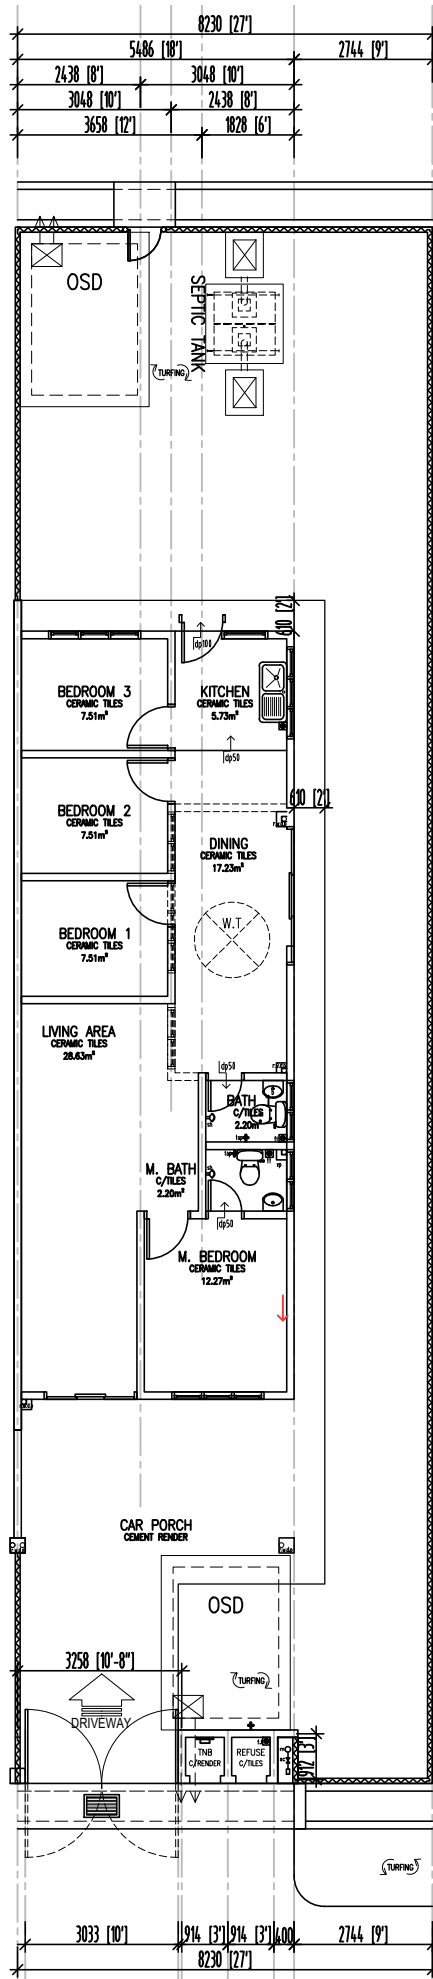 8230 [27']
5486 [18']
2744 [9']
2438 [8']
3048 [10']
3048 [10']
2438 [8']
3658 [12']
1828 [6']
OSD
SEPTIC TANK
TURFING
610 [2']
dp100
BEDROOM 3
CERAMIC TILES
7.51m²
KITCHEN
CERAMIC TILES
5.73m²
dp50
610 [2']
BEDROOM 2
CERAMIC TILES
7.51m²
DINING
CERAMIC TILES
17.23m²
W.T
BEDROOM 1
CERAMIC TILES
7.51m²
LIVING AREA
CERAMIC TILES
28.63m²
dp50
BATH
C/TILES
2.20m²
M. BATH
C/TILES
2.20m²
dp50
M. BEDROOM
CERAMIC TILES
12.27m²
CAR PORCH
CEMENT RENDER
OSD
3258 [10'-8"]
TURFING
DRIVEWAY
TNB
C/RENDER
REFUSE
C/TILES
912 [3']
TURFING
3033 [10']
914 [3']
914 [3']
400
2744 [9']
8230 [27']